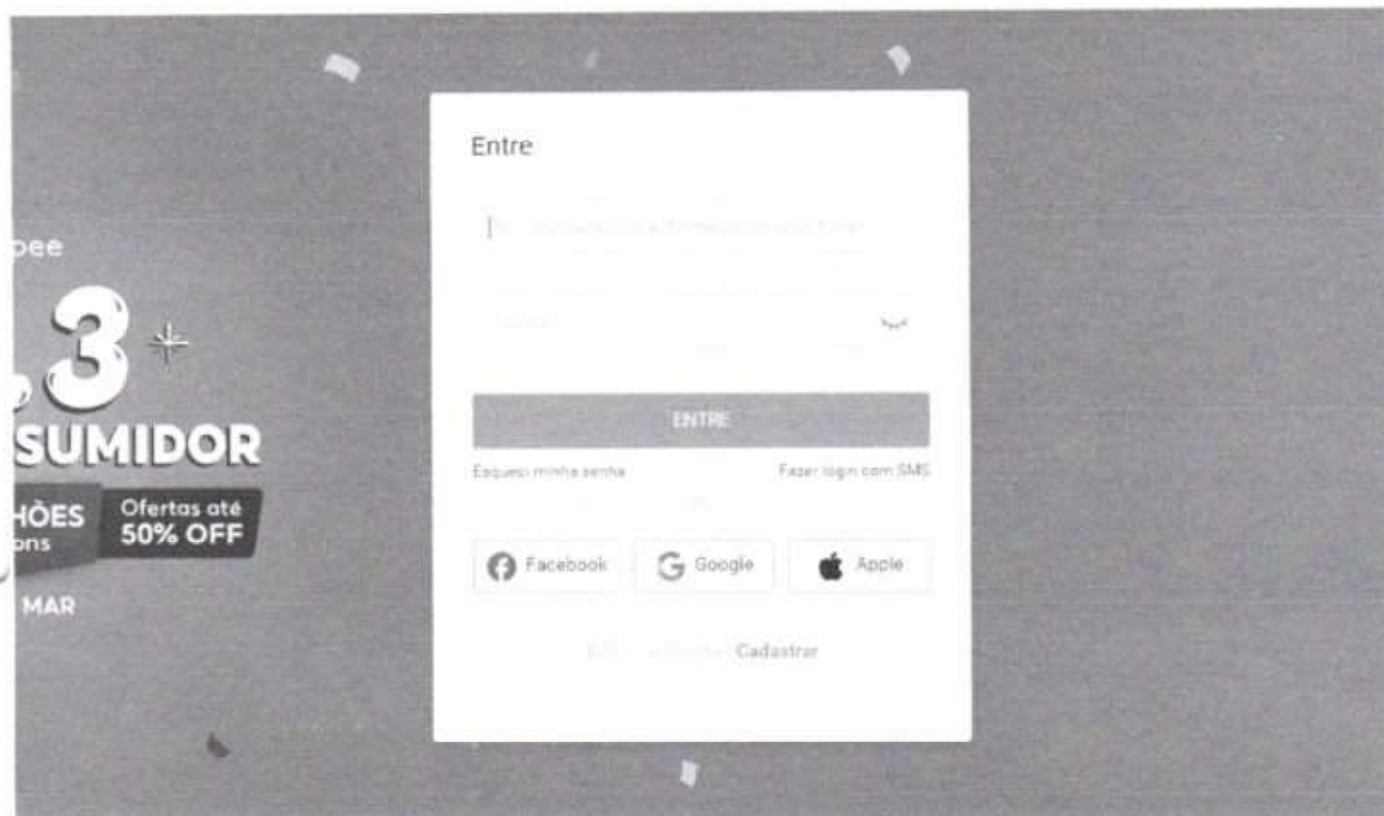 pee
.3
SUMIDOR
HÕES
ons
Ofertas até
50% OFF
MAR
Entre
ENTRE
Esqueci minha senha
Fazer login com SMS
Facebook
Google
Apple
Cadastrar